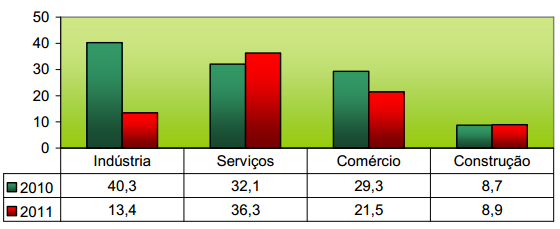 50
40
30
20
10
0
Indústria Serviços Comércio Construção
2010 40,3 32,1 29,3 8,7
2011 13,4 36,3 21,5 8,9